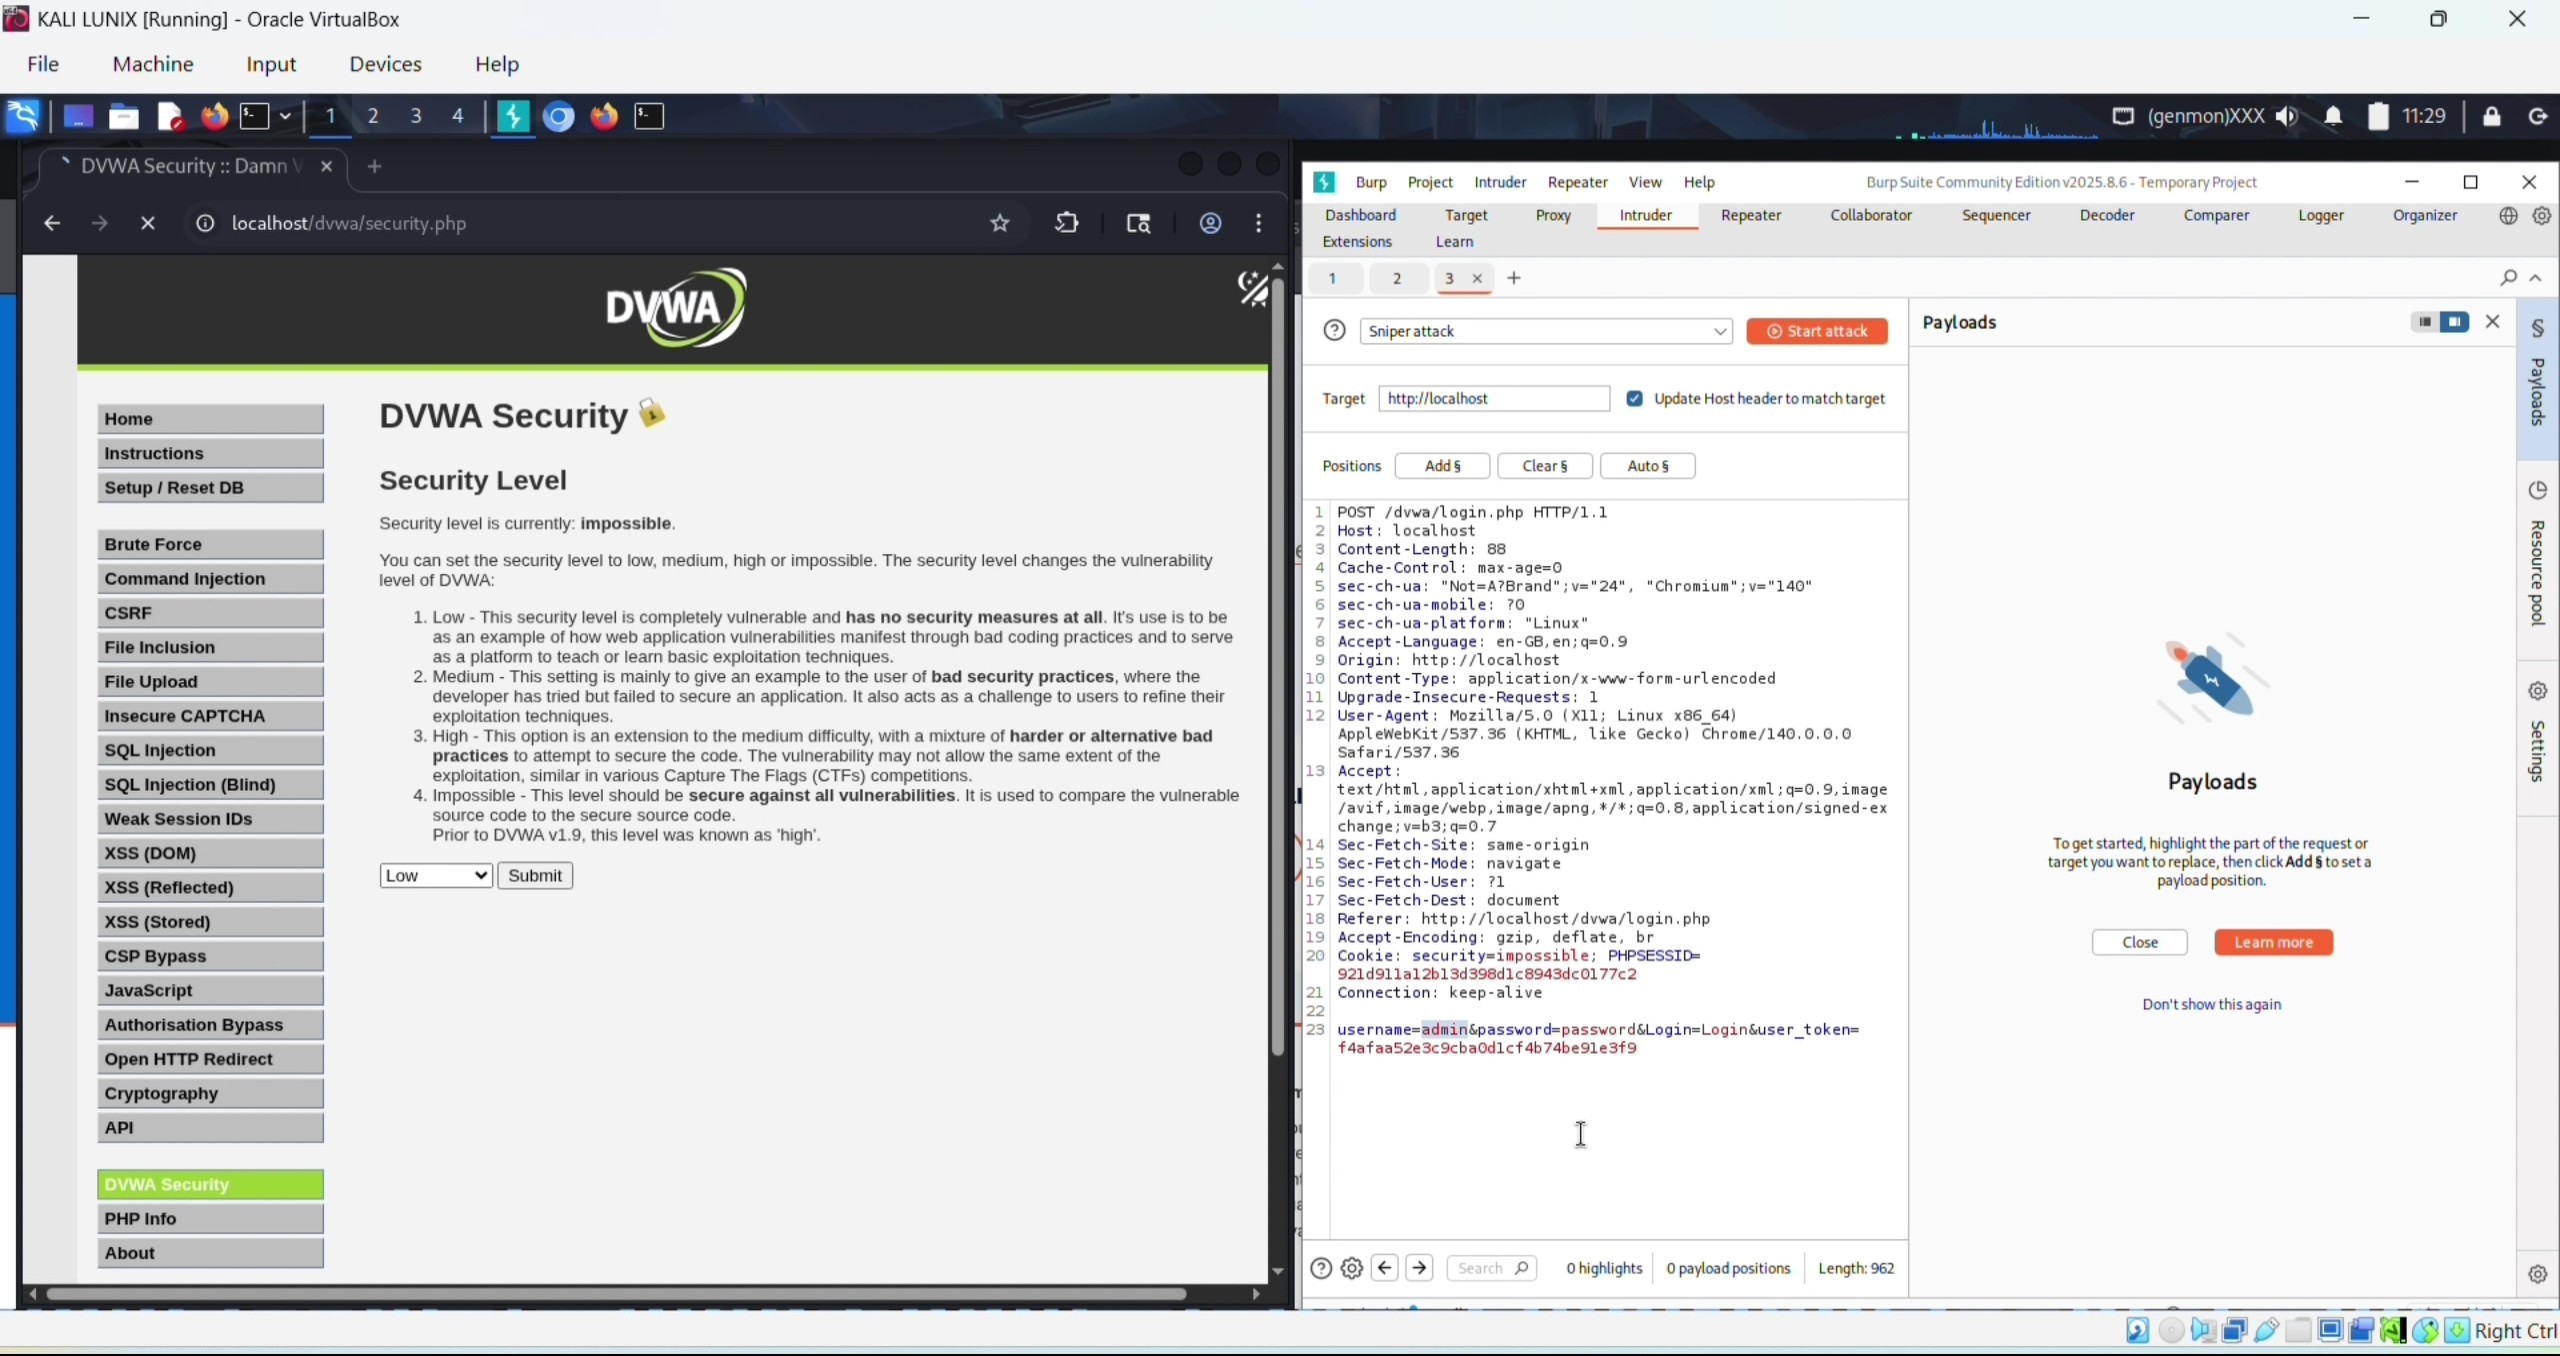 KALI LUNIX [Running] - Oracle VirtualBox
File Machine Input Devices Help
1 2 3 4
(genmon)XXX 11:29
DVWA Security :: Damn V
localhost/dvwa/security.php
DVWA
Home
Instructions
Setup / Reset DB
Brute Force
Command Injection
CSRF
File Inclusion
File Upload
Insecure CAPTCHA
SQL Injection
SQL Injection (Blind)
Weak Session IDs
XSS (DOM)
XSS (Reflected)
XSS (Stored)
CSP Bypass
JavaScript
Authorisation Bypass
Open HTTP Redirect
Cryptography
API
DVWA Security
PHP Info
About
DVWA Security
Security Level
Security level is currently: impossible.
You can set the security level to low, medium, high or impossible. The security level changes the vulnerability
level of DVWA:
1. Low - This security level is completely vulnerable and has no security measures at all. It's use is to be
as an example of how web application vulnerabilities manifest through bad coding practices and to serve
as a platform to teach or learn basic exploitation techniques.
2. Medium - This setting is mainly to give an example to the user of bad security practices, where the
developer has tried but failed to secure an application. It also acts as a challenge to users to refine their
exploitation techniques.
3. High - This option is an extension to the medium difficulty, with a mixture of harder or alternative bad
practices to attempt to secure the code. The vulnerability may not allow the same extent of the
exploitation, similar in various Capture The Flags (CTFs) competitions.
4. Impossible - This level should be secure against all vulnerabilities. It is used to compare the vulnerable
source code to the secure source code.
Prior to DVWA v1.9, this level was known as 'high'.
Low Submit
Burp Project Intruder Repeater View Help Burp Suite Community Edition v2025.8.6 - Temporary Project
Dashboard Target Proxy Intruder Repeater Collaborator Sequencer Decoder Comparer Logger Organizer
Extensions Learn
1 2 3
Sniper attack Start attack
Target http://localhost Update Host header to match target
Positions Add § Clear § Auto §
1 POST /dvwa/login.php HTTP/1.1
2 Host: localhost
3 Content-Length: 88
4 Cache-Control: max-age=0
5 sec-ch-ua: "Not=A?Brand";v="24", "Chromium";v="140"
6 sec-ch-ua-mobile: ?0
7 sec-ch-ua-platform: "Linux"
8 Accept-Language: en-GB,en;q=0.9
9 Origin: http://localhost
10 Content-Type: application/x-www-form-urlencoded
11 Upgrade-Insecure-Requests: 1
12 User-Agent: Mozilla/5.0 (X11; Linux x86_64)
AppleWebKit/537.36 (KHTML, like Gecko) Chrome/140.0.0.0
Safari/537.36
13 Accept:
text/html,application/xhtml+xml,application/xml;q=0.9,image
/avif,image/webp,image/apng,*/*;q=0.8,application/signed-ex
change;v=b3;q=0.7
14 Sec-Fetch-Site: same-origin
15 Sec-Fetch-Mode: navigate
16 Sec-Fetch-User: ?1
17 Sec-Fetch-Dest: document
18 Referer: http://localhost/dvwa/login.php
19 Accept-Encoding: gzip, deflate, br
20 Cookie: security=impossible; PHPSESSID=
921d911a12b13d398d1c8943dc0177c2
21 Connection: keep-alive
22
23 username=admin&password=password&Login=Login&user_token=
f4afaa52e3c9cba0d1cf4b74be91e3f9
Search 0 highlights 0 payload positions Length: 962
Payloads
Payloads
To get started, highlight the part of the request or
target you want to replace, then click Add § to set a
payload position.
Close Learn more
Don't show this again
Payloads
Resource pool
Settings
Right Ctrl